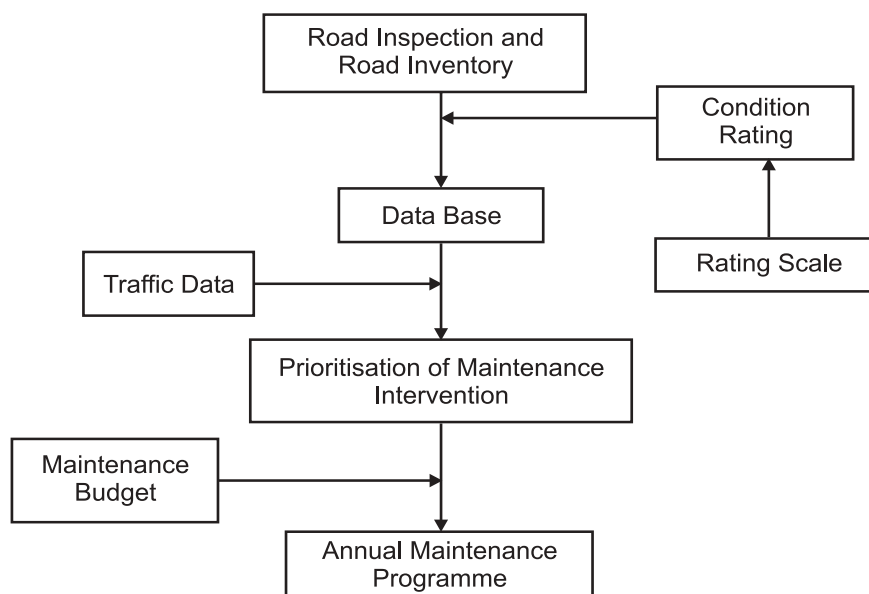 Road Inspection and
Road Inventory
Condition
Rating
Data Base
Rating Scale
Traffic Data
Prioritisation of Maintenance
Intervention
Maintenance
Budget
Annual Maintenance
Programme